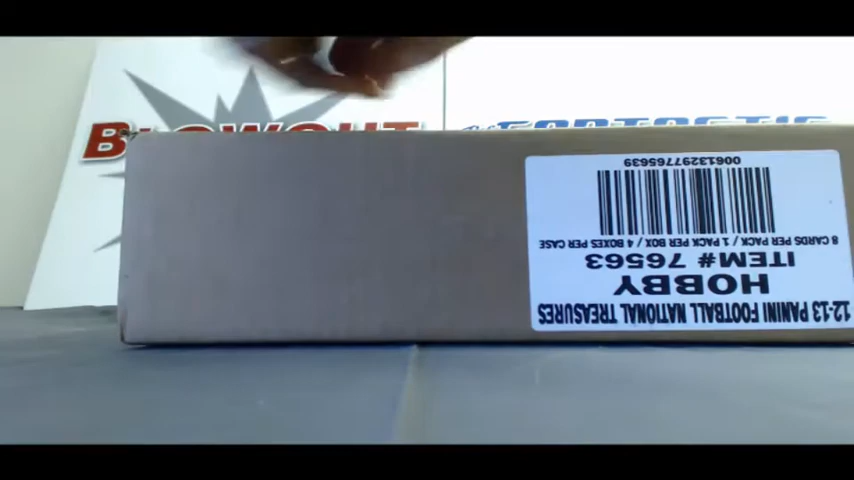 BLOWOUT
12-13 PANINI FOOTBALL NATIONAL TREASURES
HOBBY
ITEM# 76563
8 CARDS PER PACK / 1 PACK PER BOX / 4 BOXES PER CASE